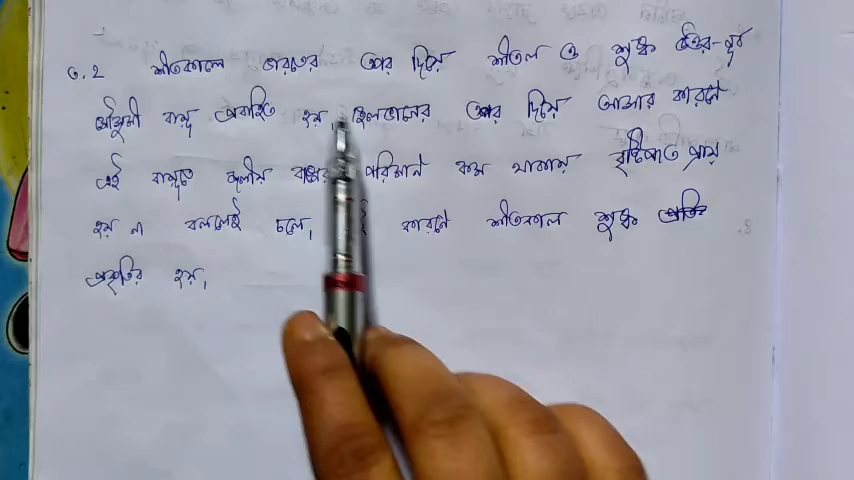 ৩.২ শীতকালে ভারতের ওপর দিয়ে শীতল ও শুষ্ক উত্তর-পূর্ব
মৌসুমী বায়ু প্রবাহিত হয়, স্থলভাগের ওপর দিয়ে আসার কারণে
এই বায়ুতে জলীয় বাষ্পের পরিমাণ কম থাকায় বৃষ্টিপাত প্রায়
হয় না বললেই চলে, কারণে শীতকাল শুষ্ক
প্রকৃতির হয়,